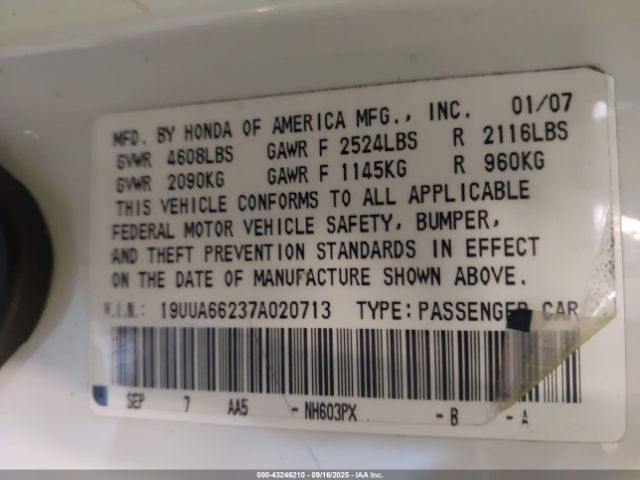 MFD. BY HONDA OF AMERICA MFG., INC. 01/07
GVWR 4608LBS GAWR F 2524LBS R 2116LBS
GVWR 2090KG GAWR F 1145KG R 960KG
THIS VEHICLE CONFORMS TO ALL APPLICABLE
FEDERAL MOTOR VEHICLE SAFETY, BUMPER,
AND THEFT PREVENTION STANDARDS IN EFFECT
ON THE DATE OF MANUFACTURE SHOWN ABOVE.
V.I.N.: 19UUA66237A020713 TYPE: PASSENGER CAR
SEP 7 AA5 -NH603PX -B -A
000-43246210 - 09/16/2025 - IAA Inc.